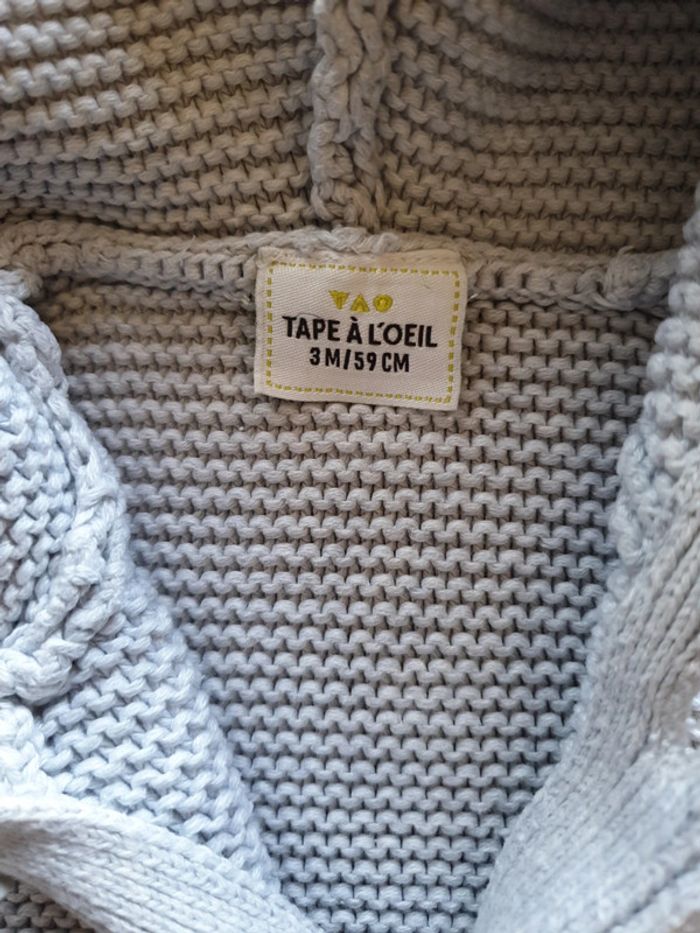 TAO
TAPE À L'OEIL
3 M/59 CM